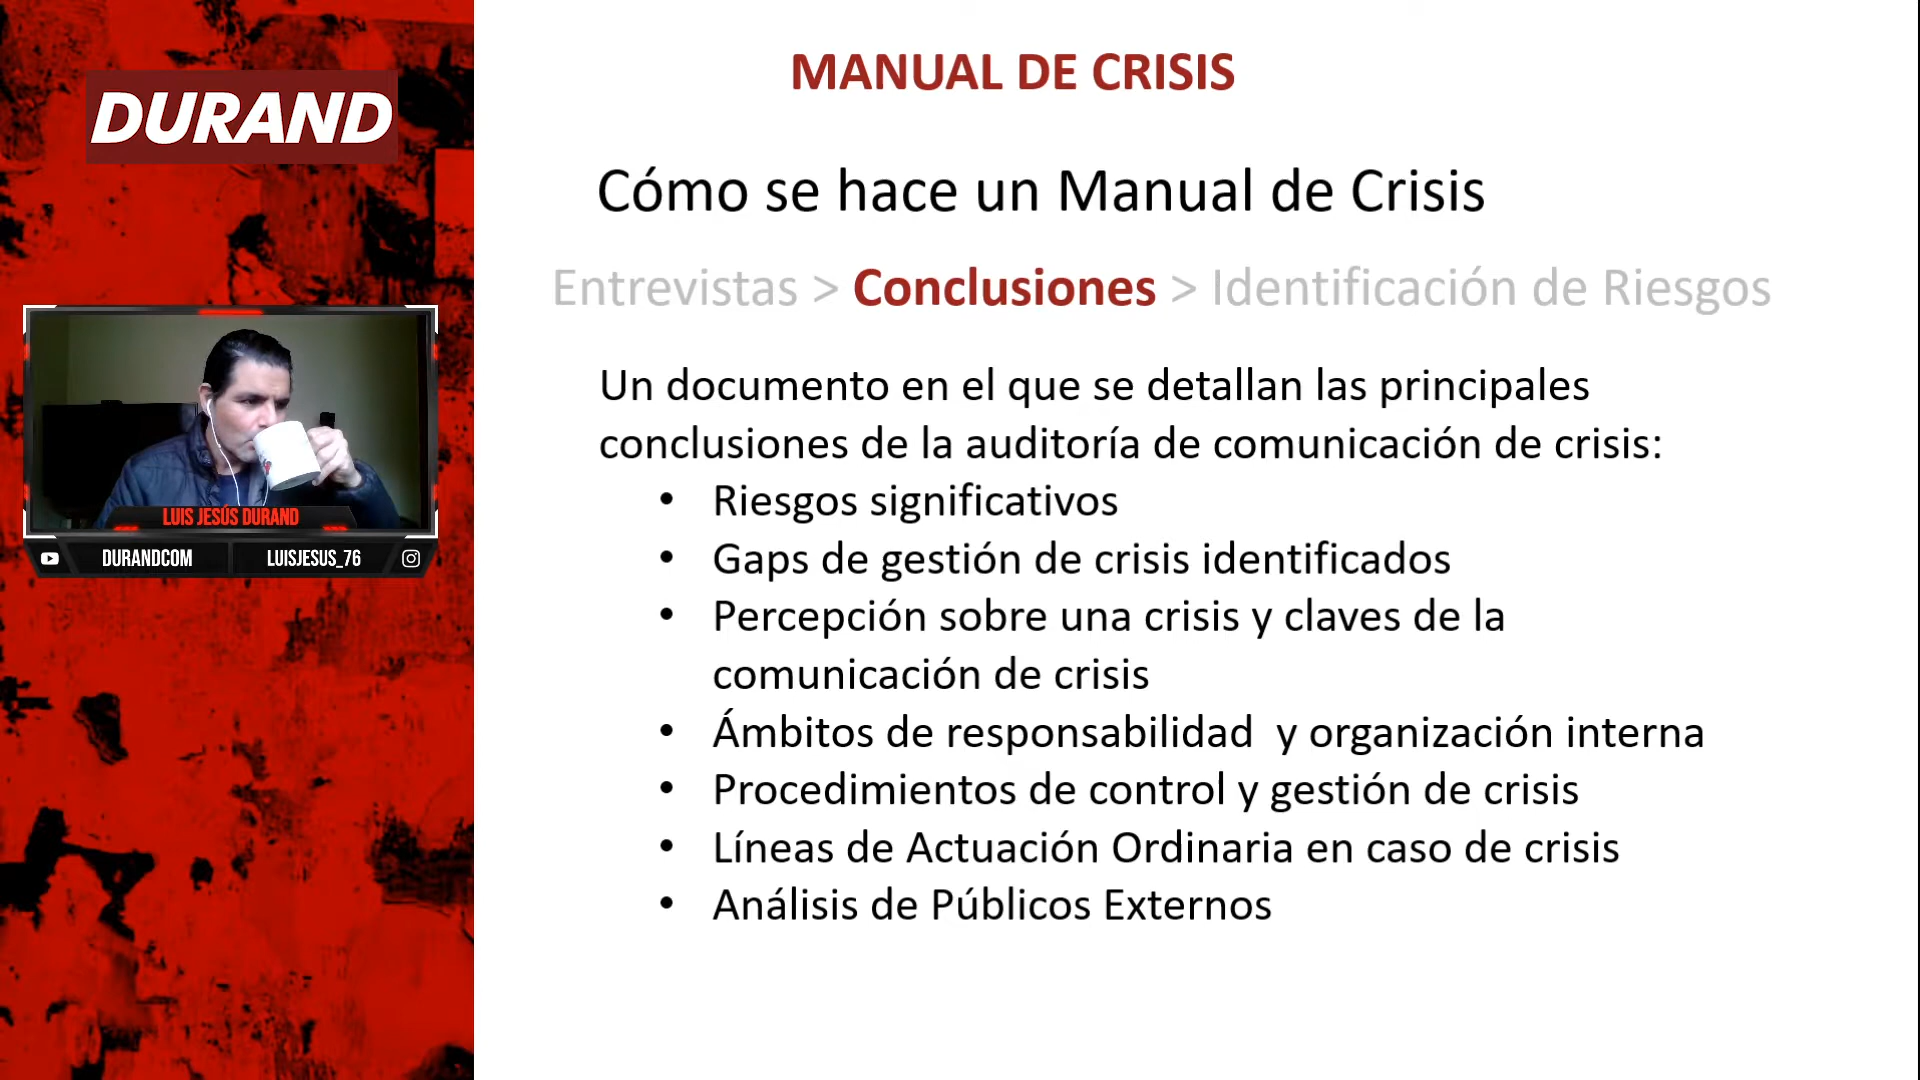 DURAND
LUIS JESÚS DURAND
DURANDCOM
LUISJESUS_76
MANUAL DE CRISIS
Cómo se hace un Manual de Crisis
Entrevistas > Conclusiones > Identificación de Riesgos
Un documento en el que se detallan las principales
conclusiones de la auditoría de comunicación de crisis:
• Riesgos significativos
• Gaps de gestión de crisis identificados
• Percepción sobre una crisis y claves de la
comunicación de crisis
• Ámbitos de responsabilidad y organización interna
• Procedimientos de control y gestión de crisis
• Líneas de Actuación Ordinaria en caso de crisis
• Análisis de Públicos Externos